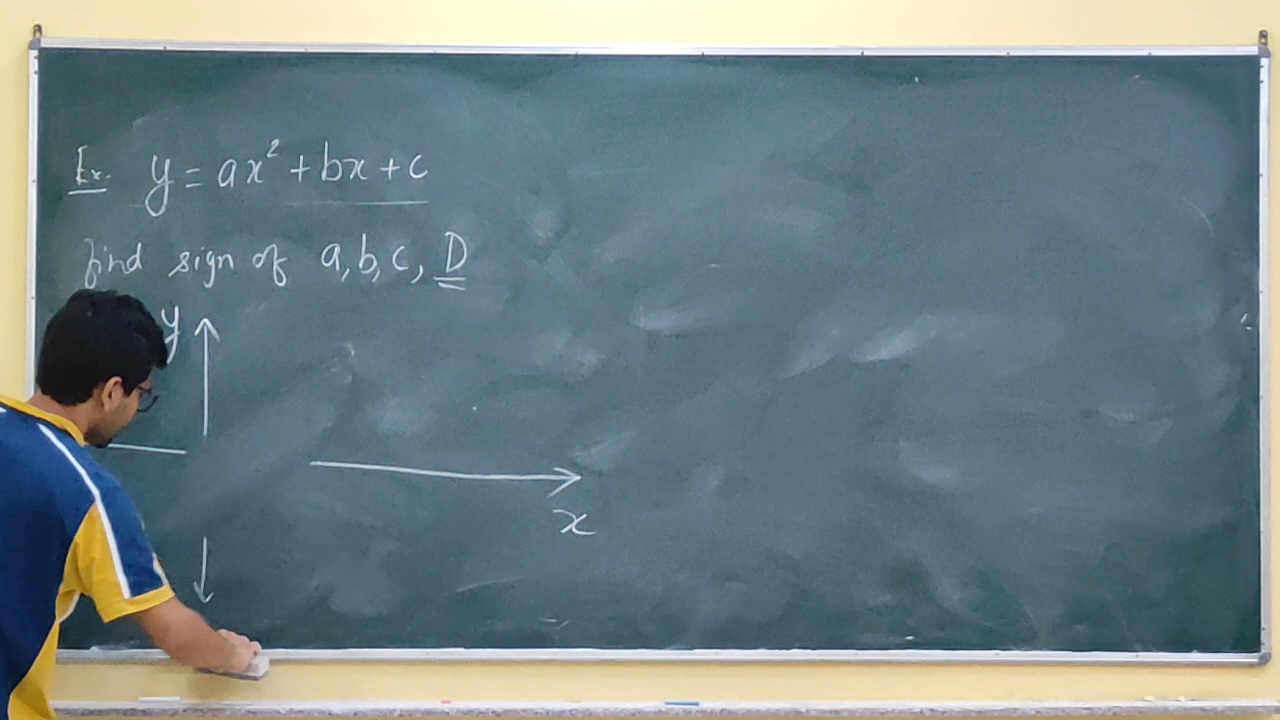 Ex. y = ax² + bx + c
find sign of a, b, c, D
y
x